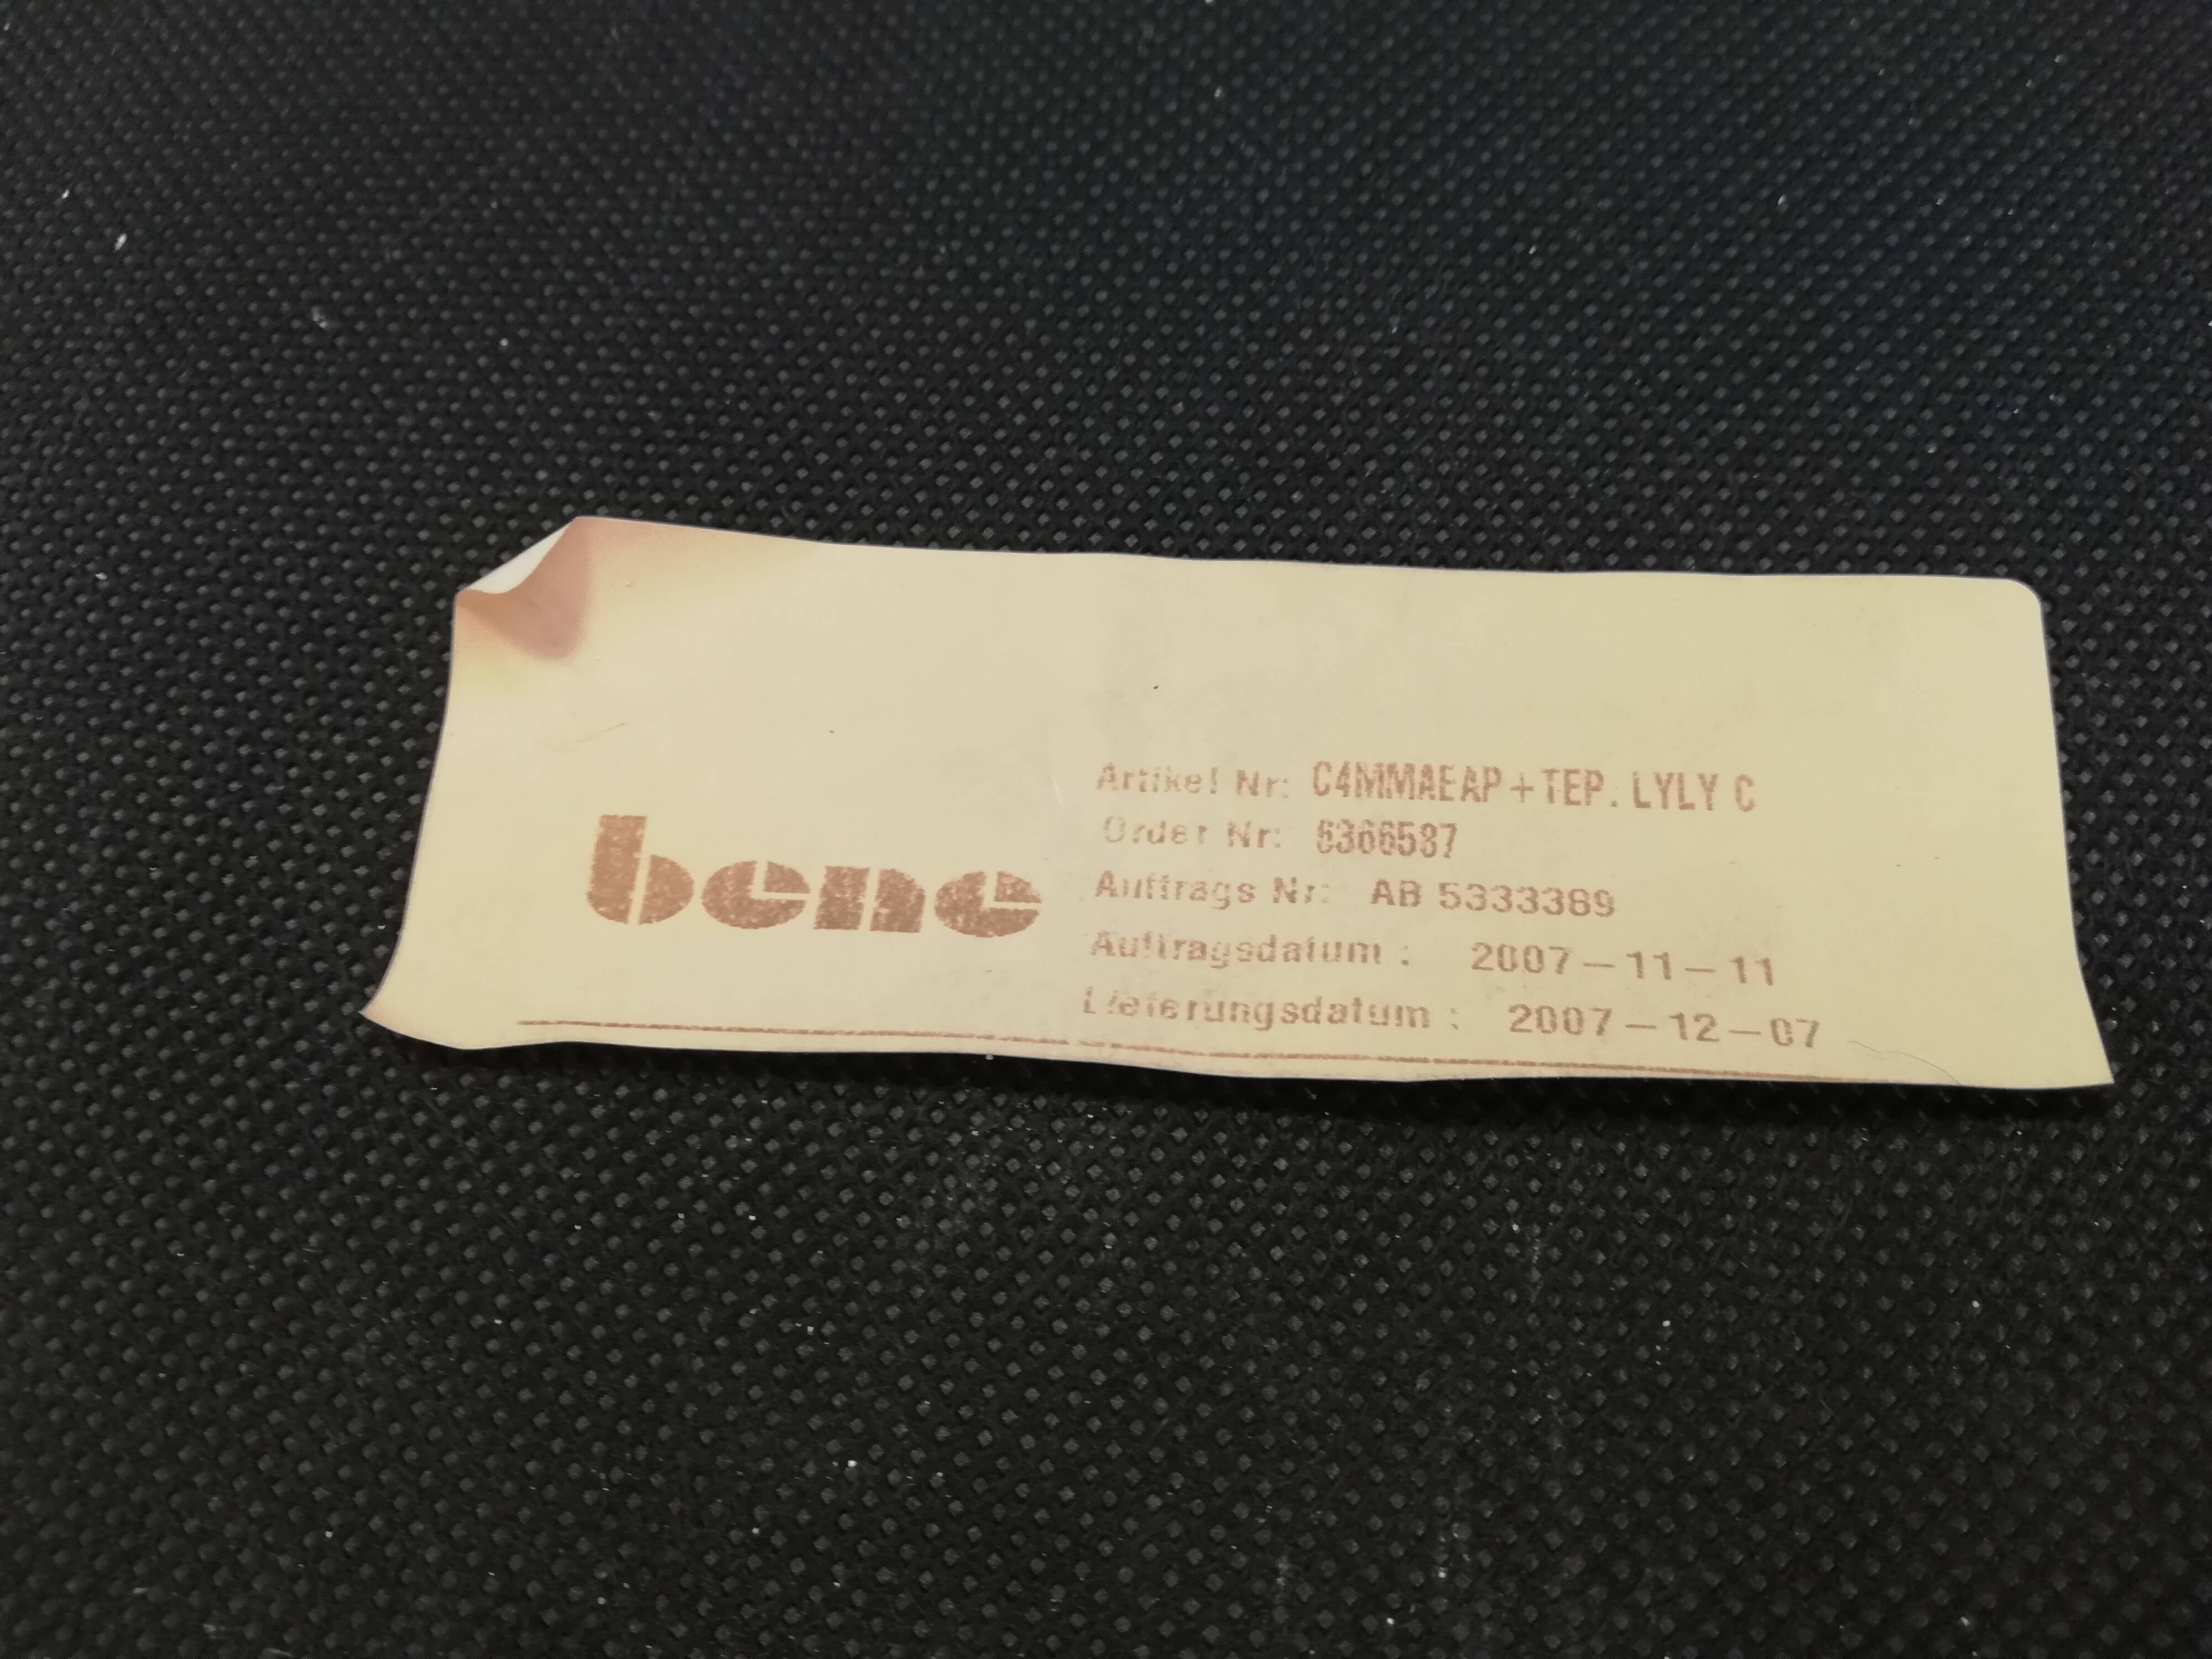 bene
Artikel Nr: C4MMAEAP+TEP. LYLY C
Order Nr: 6366587
Auftrags Nr: AB 5333389
Auftragsdatum : 2007-11-11
Lieferungsdatum : 2007-12-07